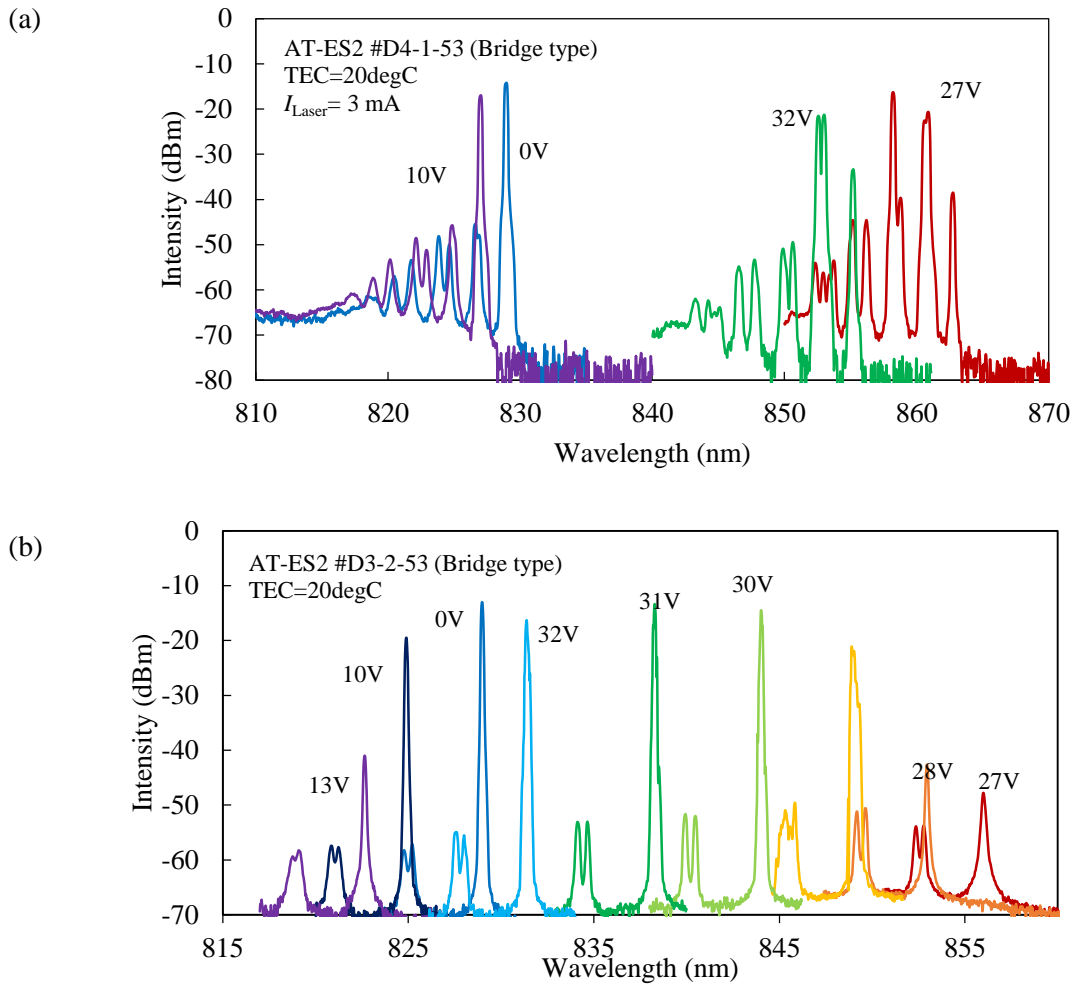 (a)
0
-10
-20
-30
-40
-50
-60
-70
-80
Intensity (dBm)
AT-ES2 #D4-1-53 (Bridge type)
TEC=20degC
I_Laser= 3 mA
10V
0V
32V
27V
810 820 830 840 850 860 870
Wavelength (nm)
(b)
0
-10
-20
-30
-40
-50
-60
-70
Intensity (dBm)
AT-ES2 #D3-2-53 (Bridge type)
TEC=20degC
13V
10V
0V
32V
31V
30V
28V
27V
815 825 835 845 855
Wavelength (nm)